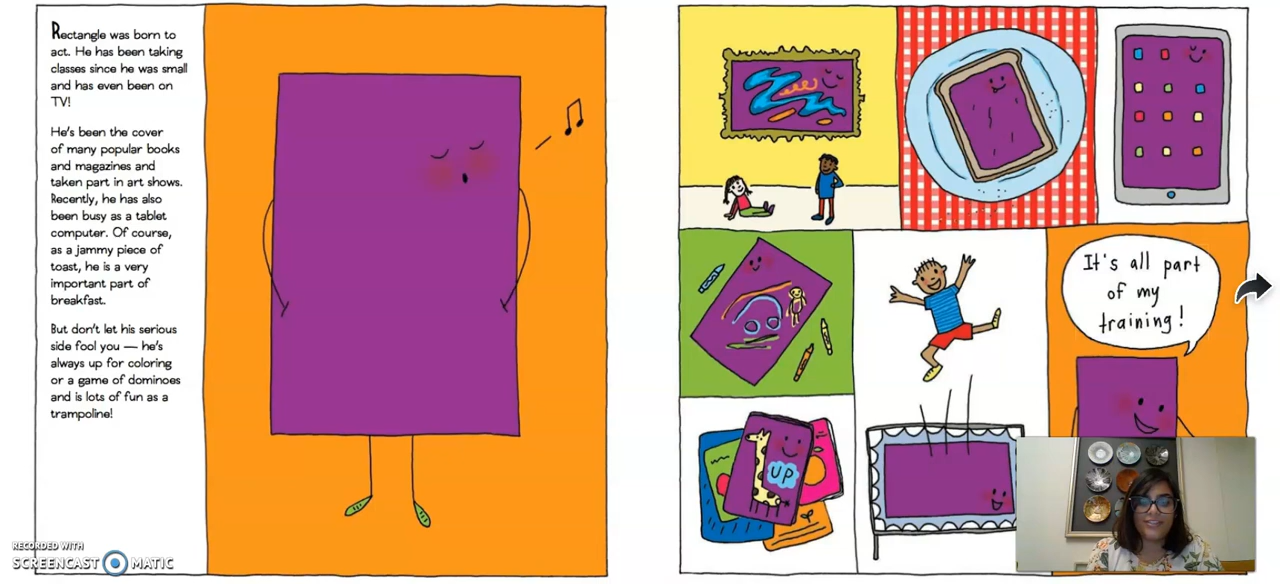 Rectangle was born to
act. He has been taking
classes since he was small
and has even been on
TV!
He's been the cover
of many popular books
and magazines and
taken part in art shows.
Recently, he has also
been busy as a tablet
computer. Of course,
as a jammy piece of
toast, he is a very
important part of
breakfast.
But don't let his serious
side fool you — he's
always up for coloring
or a game of dominoes
and is lots of fun as a
trampoline!
It's all part
of my
training!
UP
RECORDED WITH
SCREENCAST MATIC